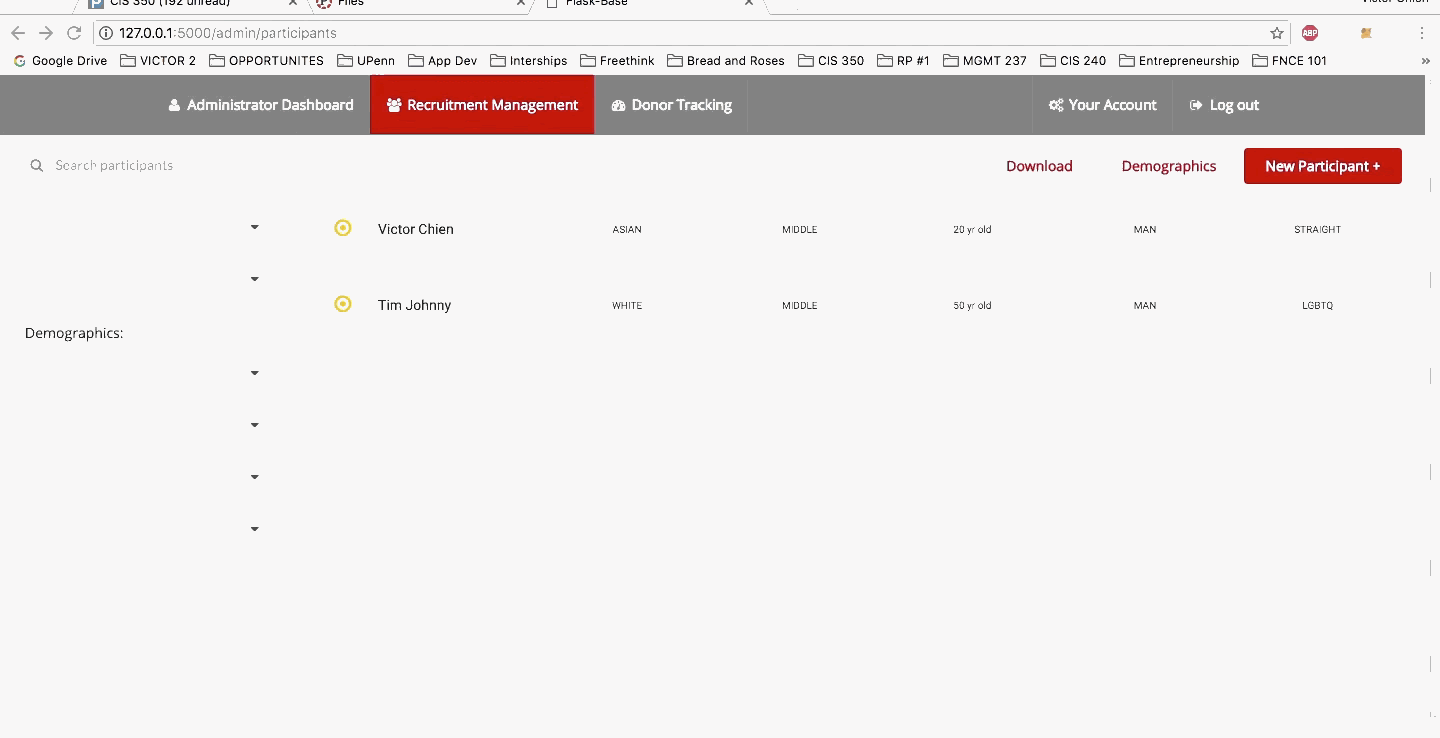 CIS 350 (192 unread) Files Flask-Base Victor Chien
127.0.0.1:5000/admin/participants ABP
Google Drive VICTOR 2 OPPORTUNITES UPenn App Dev Interships Freethink Bread and Roses CIS 350 RP #1 MGMT 237 CIS 240 Entrepreneurship FNCE 101 »
Administrator Dashboard Recruitment Management Donor Tracking Your Account Log out
Search participants Download Demographics New Participant +
Victor Chien ASIAN MIDDLE 20 yr old MAN STRAIGHT
Tim Johnny WHITE MIDDLE 50 yr old MAN LGBTQ
Demographics: